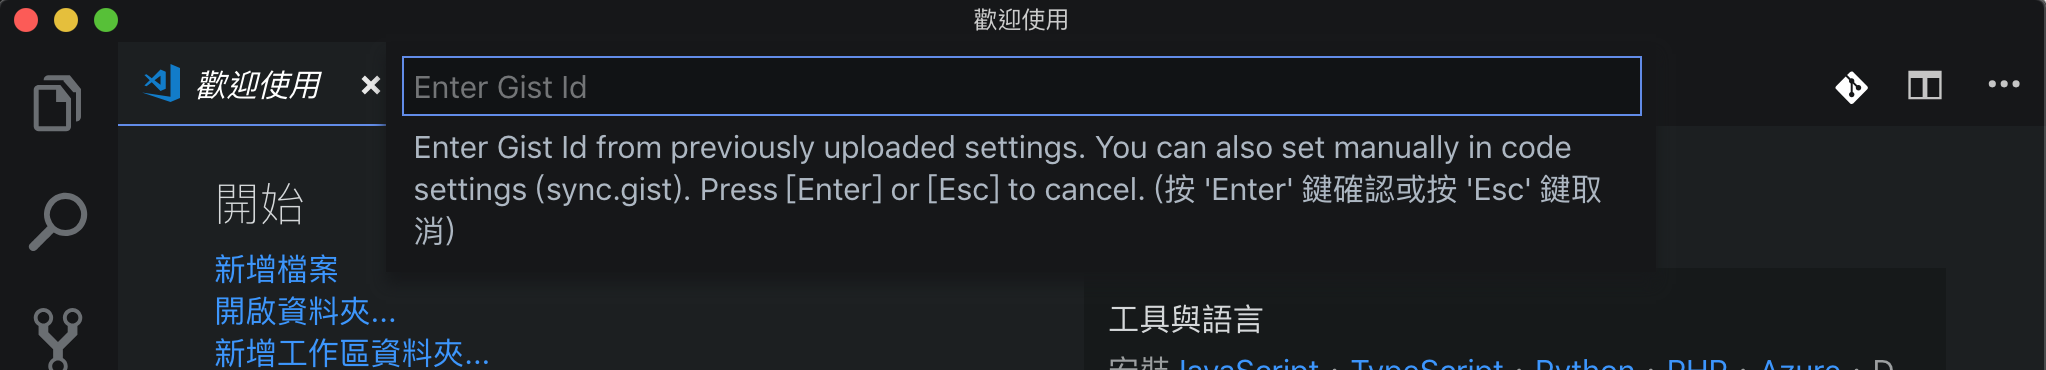 歡迎使用
歡迎使用
Enter Gist Id
Enter Gist Id from previously uploaded settings. You can also set manually in code
settings (sync.gist). Press [Enter] or [Esc] to cancel. (按 'Enter' 鍵確認或按 'Esc' 鍵取
消)
開始
新增檔案
開啟資料夾...
新增工作區資料夾...
工具與語言
安裝 JavaScript · TypeScript · Python · PHP · Azure · D